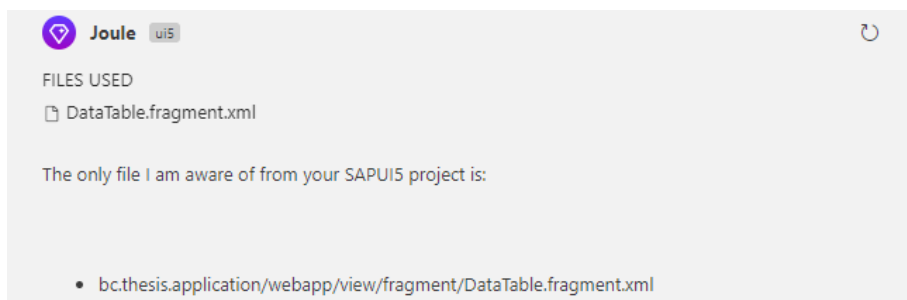 Joule ui5
FILES USED
DataTable.fragment.xml
The only file I am aware of from your SAPUI5 project is:
• bc.thesis.application/webapp/view/fragment/DataTable.fragment.xml